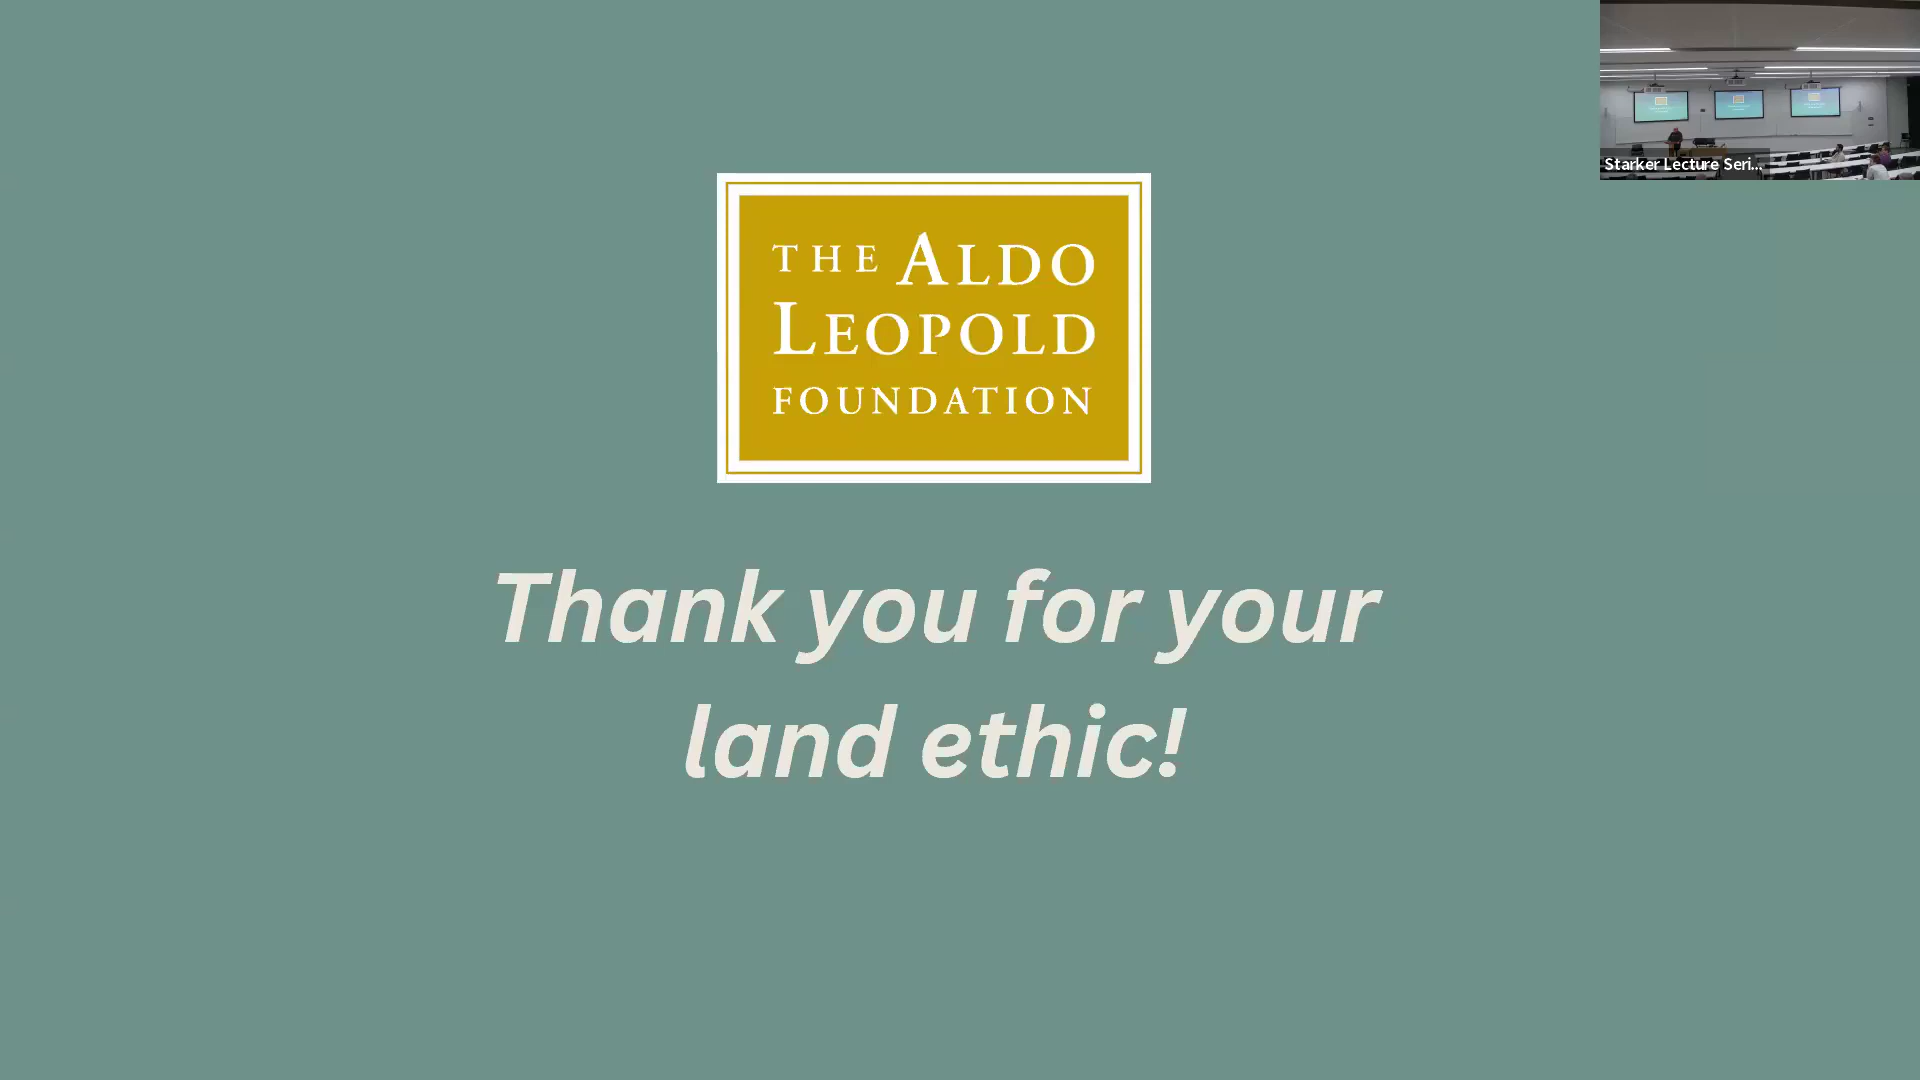 THE ALDO
LEOPOLD
FOUNDATION
Thank you for your
land ethic!
Starker Lecture Seri...